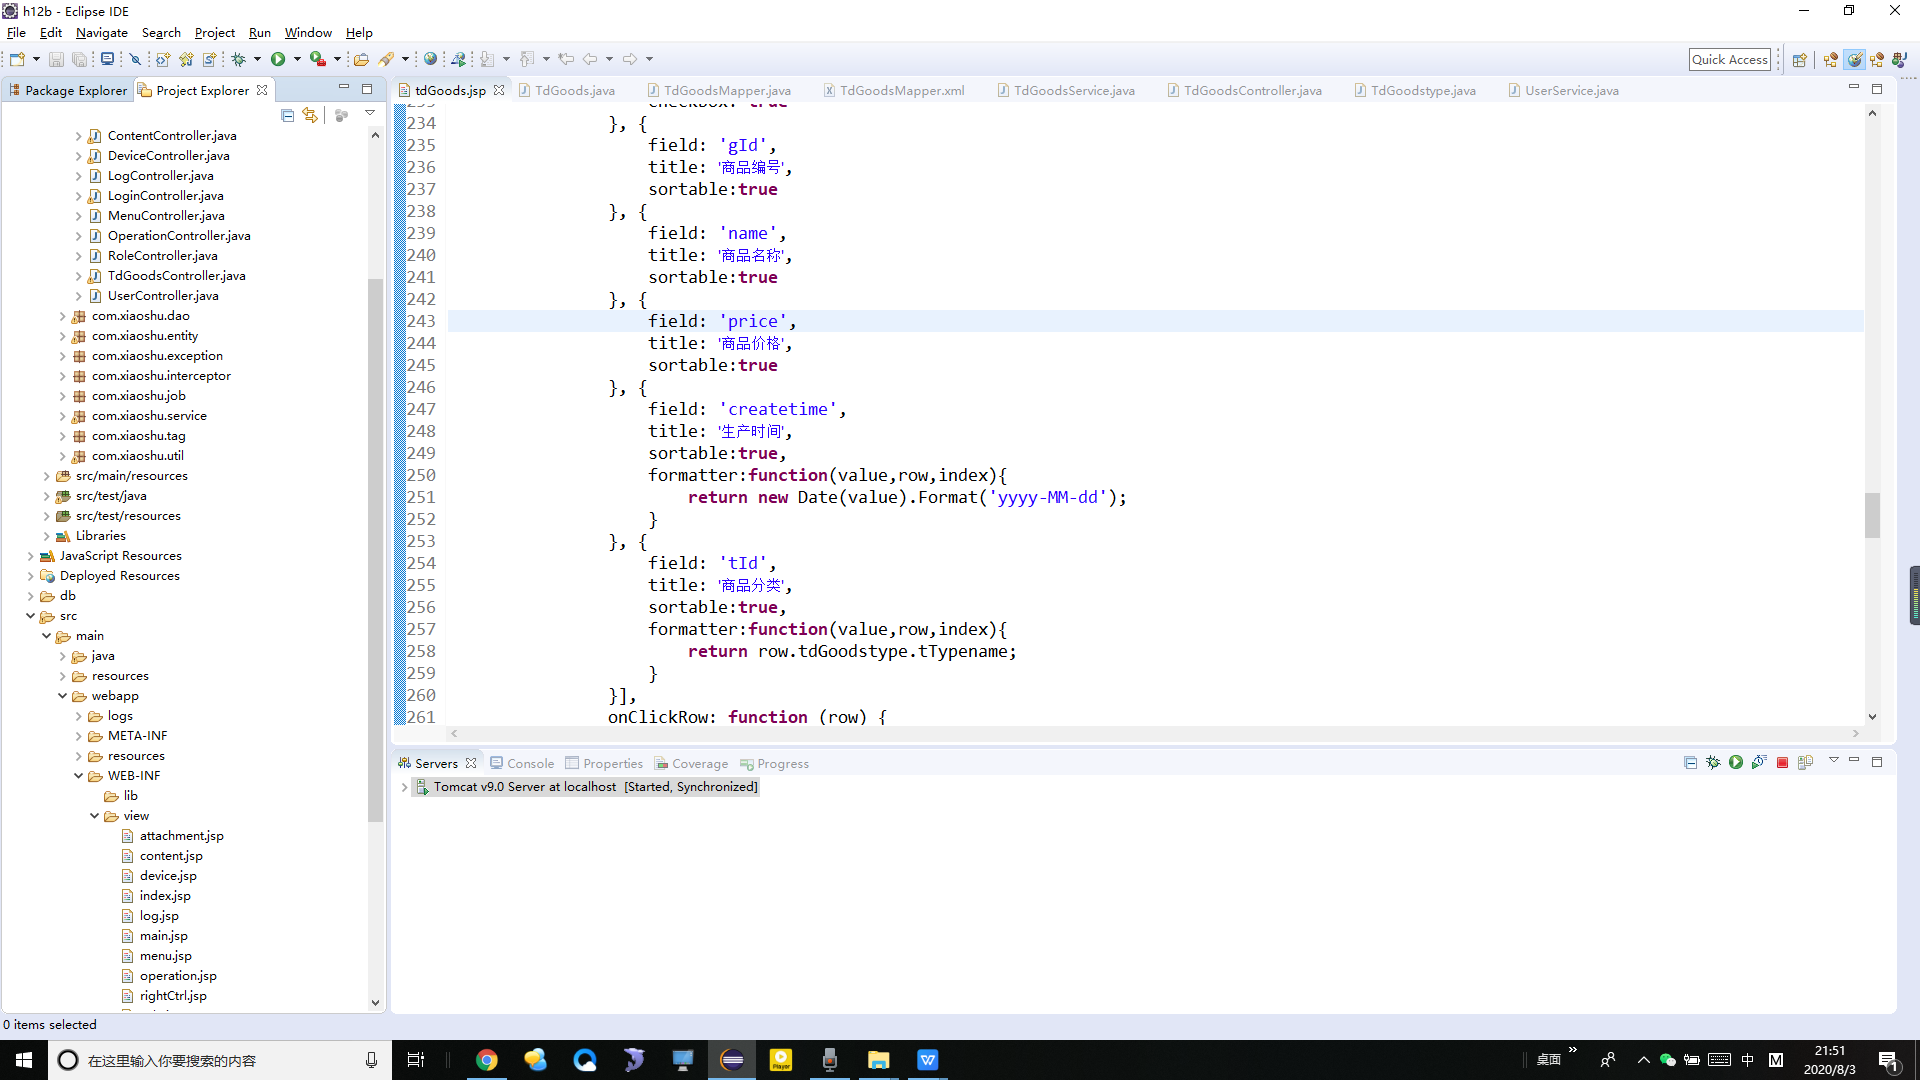 h12b - Eclipse IDE
File Edit Navigate Search Project Run Window Help
Quick Access
Package Explorer
Project Explorer
tdGoods.jsp
TdGoods.java
TdGoodsMapper.java
TdGoodsMapper.xml
TdGoodsService.java
TdGoodsController.java
TdGoodstype.java
UserService.java
ContentController.java
DeviceController.java
LogController.java
LoginController.java
MenuController.java
OperationController.java
RoleController.java
TdGoodsController.java
UserController.java
com.xiaoshu.dao
com.xiaoshu.entity
com.xiaoshu.exception
com.xiaoshu.interceptor
com.xiaoshu.job
com.xiaoshu.service
com.xiaoshu.tag
com.xiaoshu.util
src/main/resources
src/test/java
src/test/resources
Libraries
JavaScript Resources
Deployed Resources
db
src
main
java
resources
webapp
logs
META-INF
resources
WEB-INF
lib
view
attachment.jsp
content.jsp
device.jsp
index.jsp
log.jsp
main.jsp
menu.jsp
operation.jsp
rightCtrl.jsp
233 checkbox: true
234 }, {
235 field: 'gId',
236 title: '商品编号',
237 sortable:true
238 }, {
239 field: 'name',
240 title: '商品名称',
241 sortable:true
242 }, {
243 field: 'price',
244 title: '商品价格',
245 sortable:true
246 }, {
247 field: 'createtime',
248 title: '生产时间',
249 sortable:true,
250 formatter:function(value,row,index){
251 return new Date(value).Format('yyyy-MM-dd');
252 }
253 }, {
254 field: 'tId',
255 title: '商品分类',
256 sortable:true,
257 formatter:function(value,row,index){
258 return row.tdGoodstype.tTypename;
259 }
260 }],
261 onClickRow: function (row) {
Servers
Console
Properties
Coverage
Progress
Tomcat v9.0 Server at localhost [Started, Synchronized]
0 items selected
在这里输入你要搜索的内容
Player
桌面
中
M
21:51
2020/8/3
1